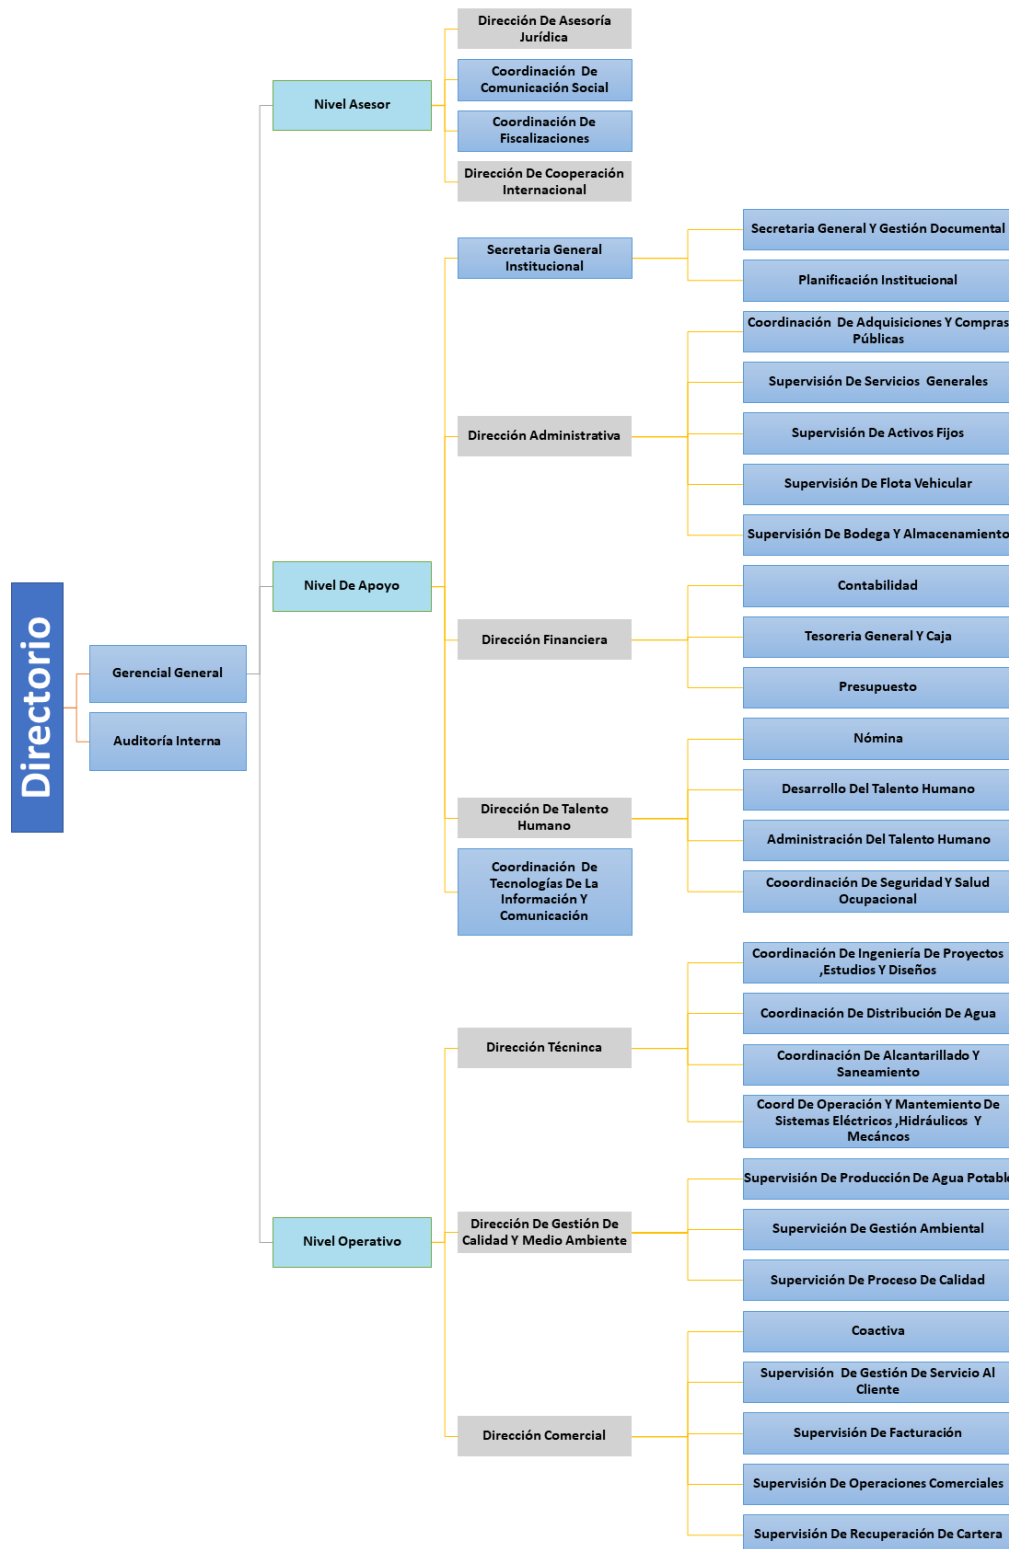 Directorio
Gerencial General
Auditoría Interna
Nivel Asesor
Dirección De Asesoría
Jurídica
Coordinación De
Comunicación Social
Coordinación De
Fiscalizaciones
Dirección De Cooperación
Internacional
Nivel De Apoyo
Secretaria General
Institucional
Secretaria General Y Gestión Documental
Planificación Institucional
Dirección Administrativa
Coordinación De Adquisiciones Y Compras
Públicas
Supervisión De Servicios Generales
Supervisión De Activos Fijos
Supervisión De Flota Vehicular
Supervisión De Bodega Y Almacenamiento
Dirección Financiera
Contabilidad
Tesoreria General Y Caja
Presupuesto
Dirección De Talento
Humano
Nómina
Desarrollo Del Talento Humano
Administración Del Talento Humano
Cooordinación De Seguridad Y Salud
Ocupacional
Coordinación De
Tecnologías De La
Información Y
Comunicación
Nivel Operativo
Dirección Técninca
Coordinación De Ingeniería De Proyectos
,Estudios Y Diseños
Coordinación De Distribución De Agua
Coordinación De Alcantarillado Y
Saneamiento
Coord De Operación Y Mantemiento De
Sistemas Eléctricos ,Hidráulicos Y
Mecáncos
Dirección De Gestión De
Calidad Y Medio Ambiente
Supervisión De Producción De Agua Potable
Supervición De Gestión Ambiental
Supervición De Proceso De Calidad
Dirección Comercial
Coactiva
Supervisión De Gestión De Servicio Al
Cliente
Supervisión De Facturación
Supervisión De Operaciones Comerciales
Supervisión De Recuperación De Cartera